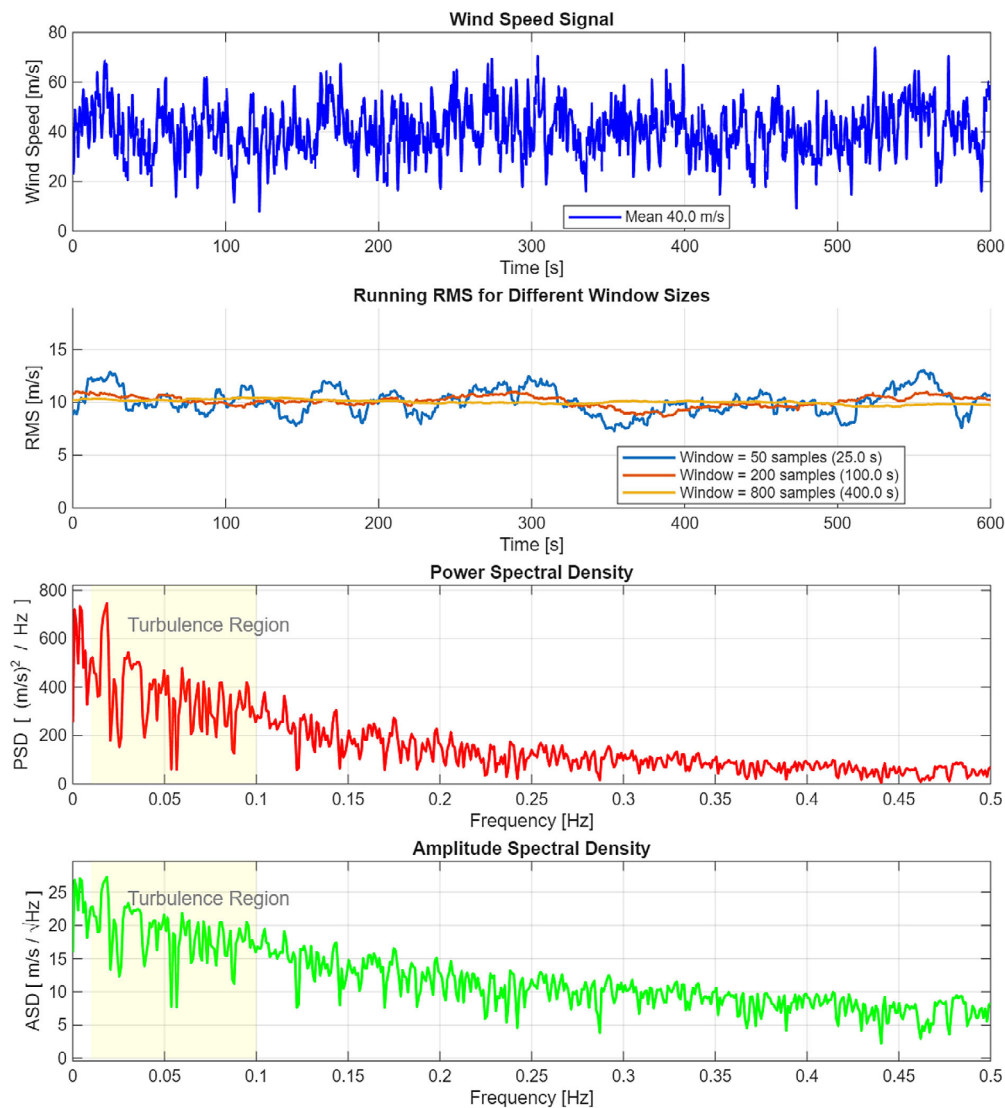 Wind Speed Signal
Wind Speed [m/s]
80
60
40
20
0
Mean 40.0 m/s
0 100 200 300 400 500 600
Time [s]
Running RMS for Different Window Sizes
RMS [m/s]
15
10
5
0
Window = 50 samples (25.0 s)
Window = 200 samples (100.0 s)
Window = 800 samples (400.0 s)
0 100 200 300 400 500 600
Time [s]
Power Spectral Density
PSD [ (m/s)² / Hz ]
800
600
400
200
0
Turbulence Region
0 0.05 0.1 0.15 0.2 0.25 0.3 0.35 0.4 0.45 0.5
Frequency [Hz]
Amplitude Spectral Density
ASD [ m/s / √Hz ]
25
20
15
10
5
0
Turbulence Region
0 0.05 0.1 0.15 0.2 0.25 0.3 0.35 0.4 0.45 0.5
Frequency [Hz]